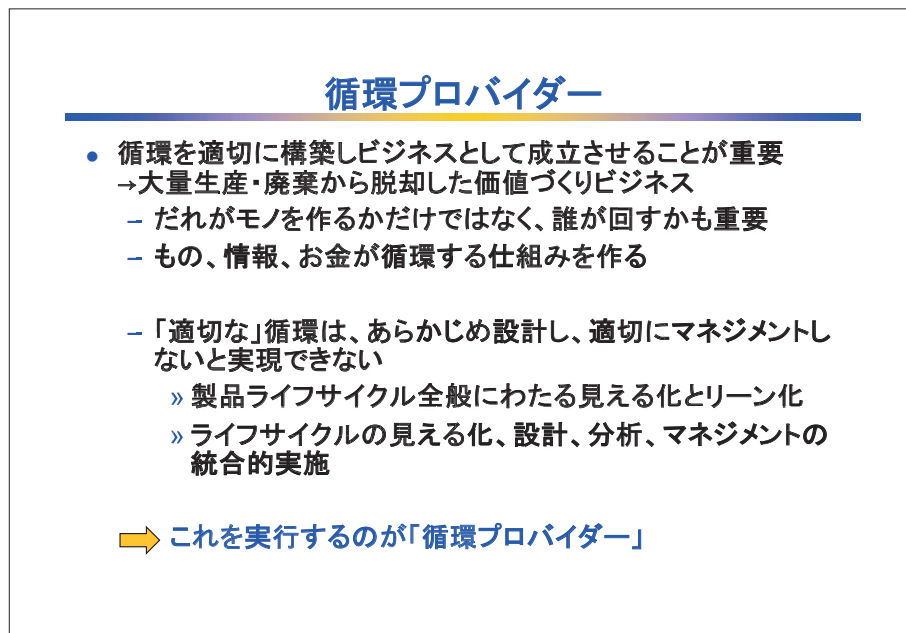 循環プロバイダー
• 循環を適切に構築しビジネスとして成立させることが重要
→大量生産・廃棄から脱却した価値づくりビジネス
– だれがモノを作るかだけではなく、誰が回すかも重要
– もの、情報、お金が循環する仕組みを作る
– 「適切な」循環は、あらかじめ設計し、適切にマネジメントし
ないと実現できない
» 製品ライフサイクル全般にわたる見える化とリーン化
» ライフサイクルの見える化、設計、分析、マネジメントの
統合的実施
これを実行するのが「循環プロバイダー」